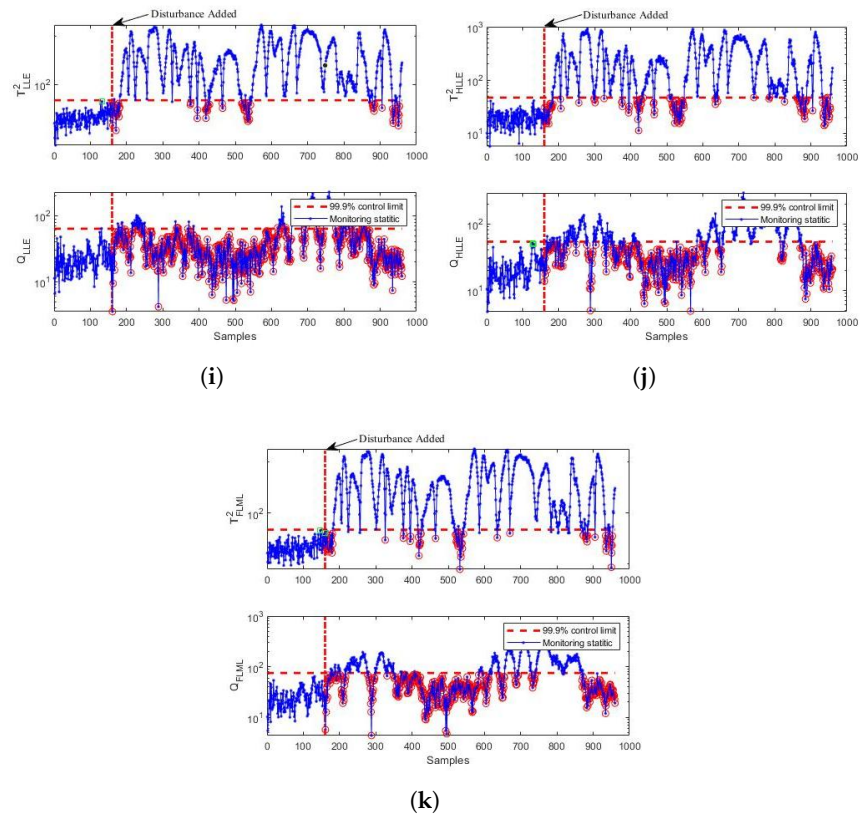 Disturbance Added
T²LLE
10²
0 100 200 300 400 500 600 700 800 900 1000
Q LLE
10²
10¹
99.9% control limit
Monitoring statitic
0 100 200 300 400 500 600 700 800 900 1000
Samples
(i)
Disturbance Added
T²HLLE
10³
10²
10¹
0 100 200 300 400 500 600 700 800 900 1000
Q HLLE
10²
10¹
99.9% control limit
Monitoring statitic
0 100 200 300 400 500 600 700 800 900 1000
Samples
(j)
Disturbance Added
T²FLML
10²
0 100 200 300 400 500 600 700 800 900 1000
Q FLML
10³
10²
10¹
99.9% control limit
Monitoring statitic
0 100 200 300 400 500 600 700 800 900 1000
Samples
(k)